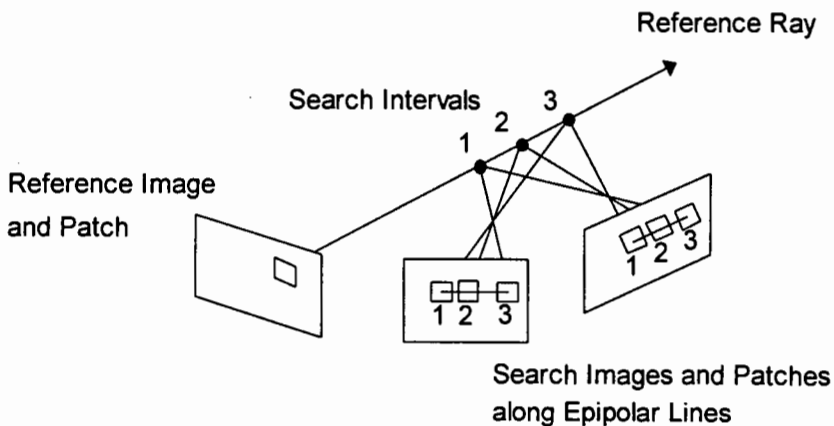 Reference Ray
Search Intervals
3
2
1
Reference Image
and Patch
1 2 3
1 2 3
Search Images and Patches
along Epipolar Lines